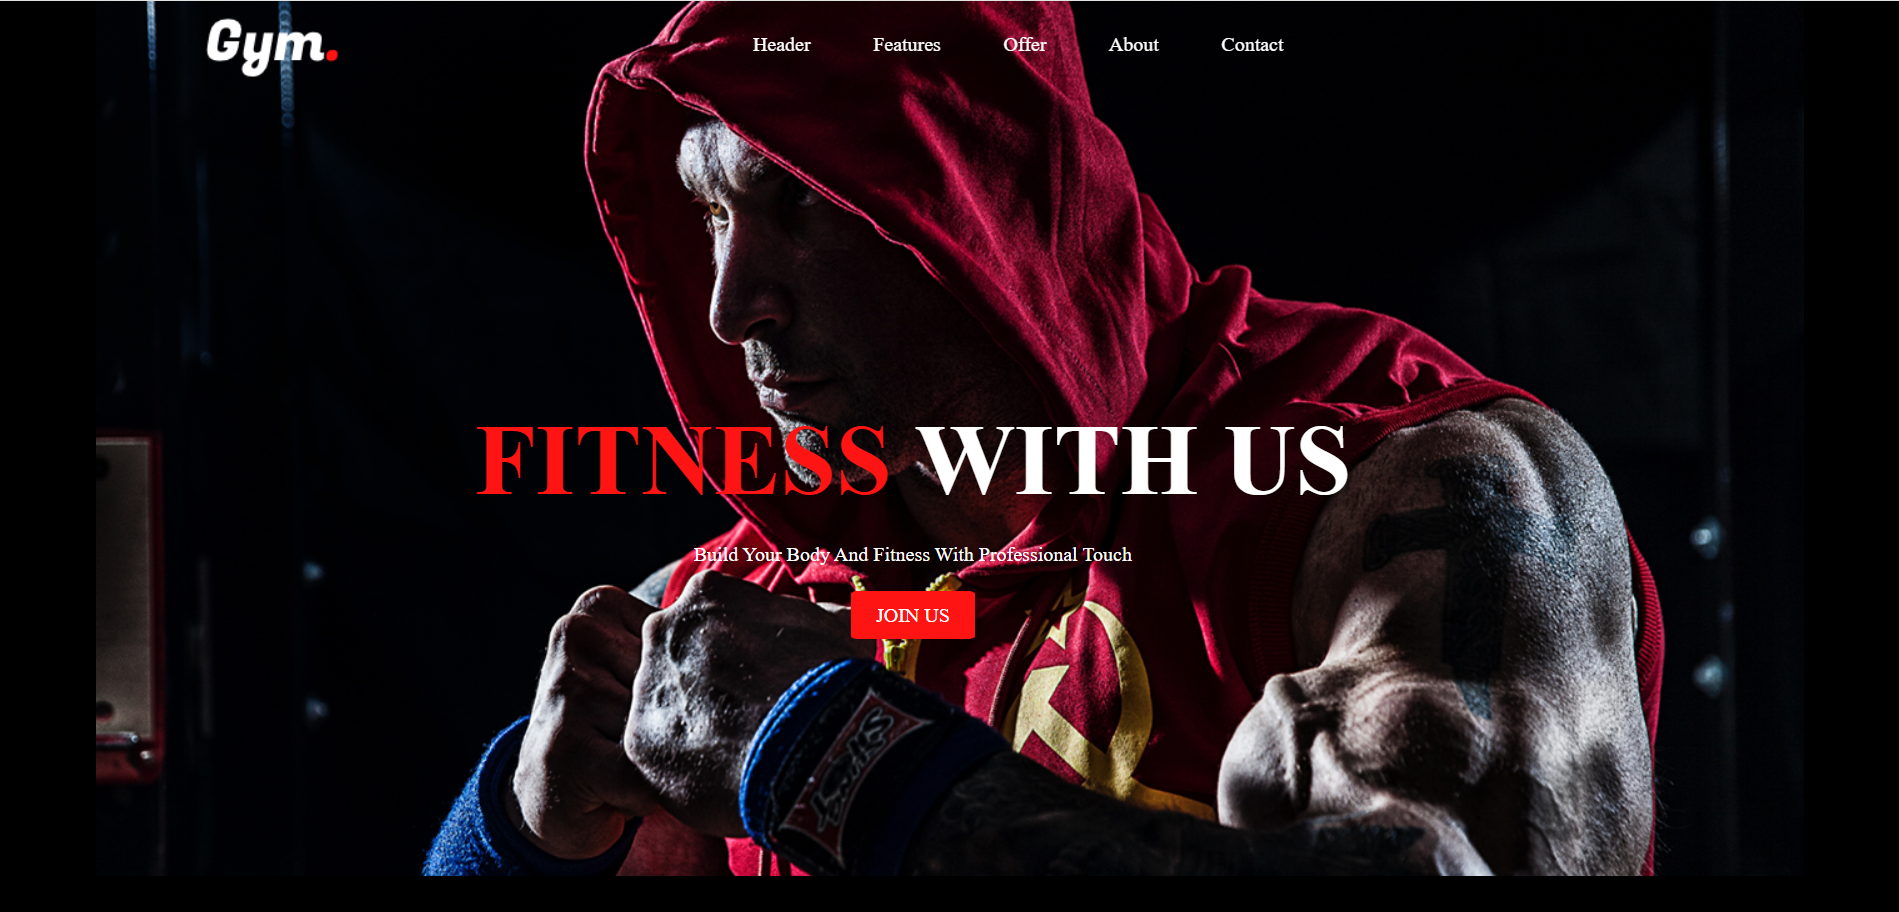 Gym.
Header Features Offer About Contact
FITNESS WITH US
Build Your Body And Fitness With Professional Touch
JOIN US